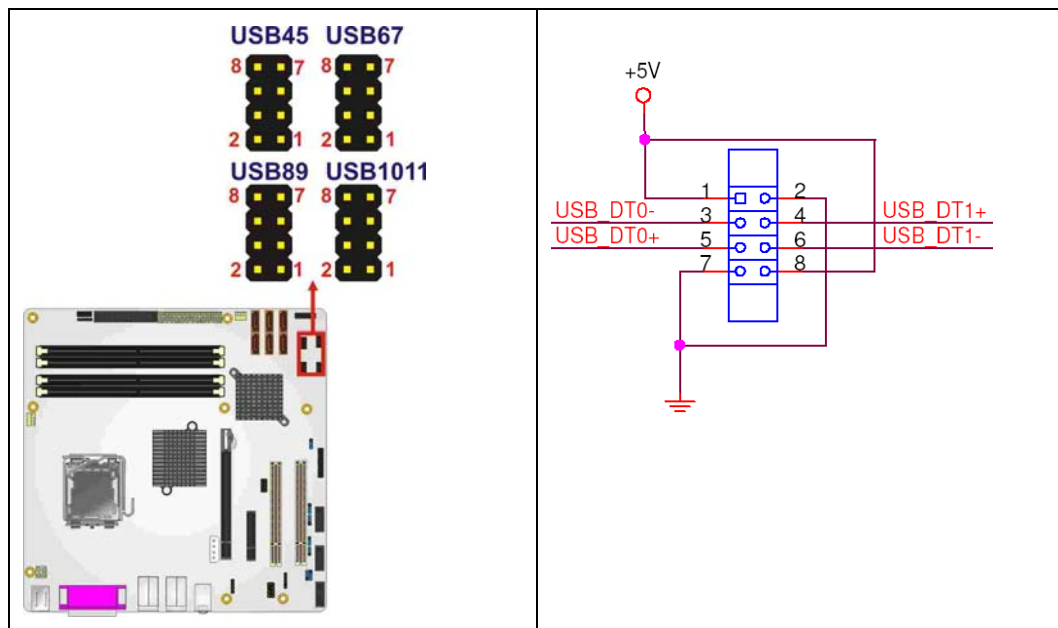 USB45 USB67
8 7 8 7
2 1 2 1
USB89 USB1011
8 7 8 7
2 1 2 1
+5V
1 2
USB_DT0- 3 4 USB_DT1+
USB_DT0+ 5 6 USB_DT1-
7 8